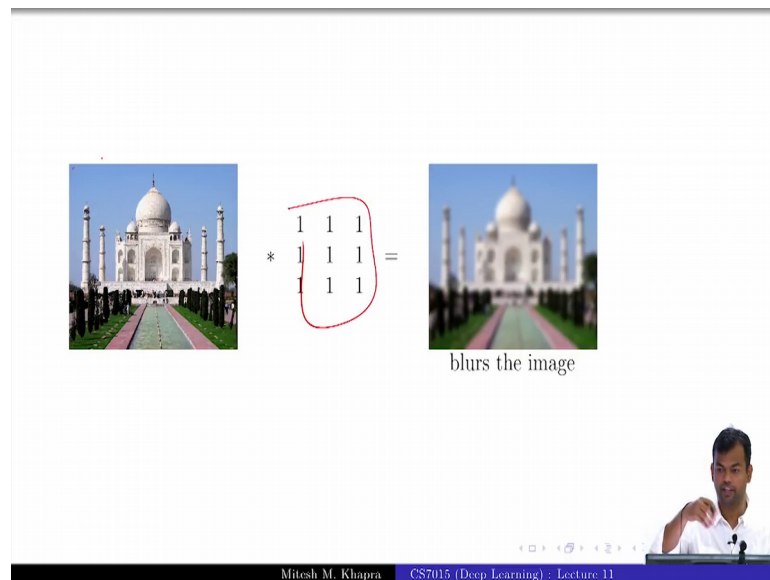 1 1 1
* 1 1 1 =
1 1 1
blurs the image
Mitesh M. Khapra CS7015 (Deep Learning) : Lecture 11